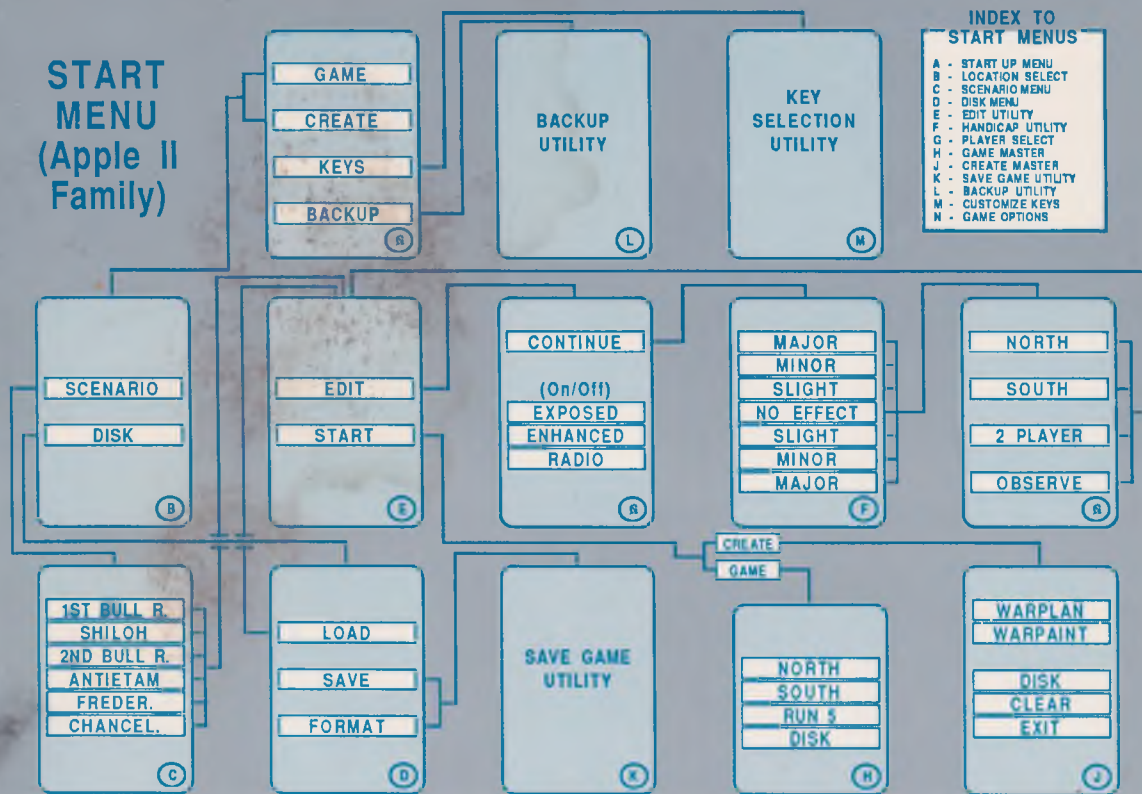 START
MENU
(Apple II
Family)
GAME
CREATE
KEYS
BACKUP
BACKUP
UTILITY
L
KEY
SELECTION
UTILITY
M
INDEX TO
START MENUS
A - START UP MENU
B - LOCATION SELECT
C - SCENARIO MENU
D - DISK MENU
E - EDIT UTILITY
F - HANDICAP UTILITY
G - PLAYER SELECT
H - GAME MASTER
J - CREATE MASTER
K - SAVE GAME UTILITY
L - BACKUP UTILITY
M - CUSTOMIZE KEYS
N - GAME OPTIONS
SCENARIO
DISK
B
EDIT
START
E
CONTINUE
(On/Off)
EXPOSED
ENHANCED
RADIO
MAJOR
MINOR
SLIGHT
NO EFFECT
SLIGHT
MINOR
MAJOR
F
NORTH
SOUTH
2 PLAYER
OBSERVE
1ST BULL R.
SHILOH
2ND BULL R.
ANTIETAM
FREDER.
CHANCEL.
C
LOAD
SAVE
FORMAT
D
SAVE GAME
UTILITY
K
CREATE
GAME
NORTH
SOUTH
RUN 5
DISK
H
WARPLAN
WARPAINT
DISK
CLEAR
EXIT
J